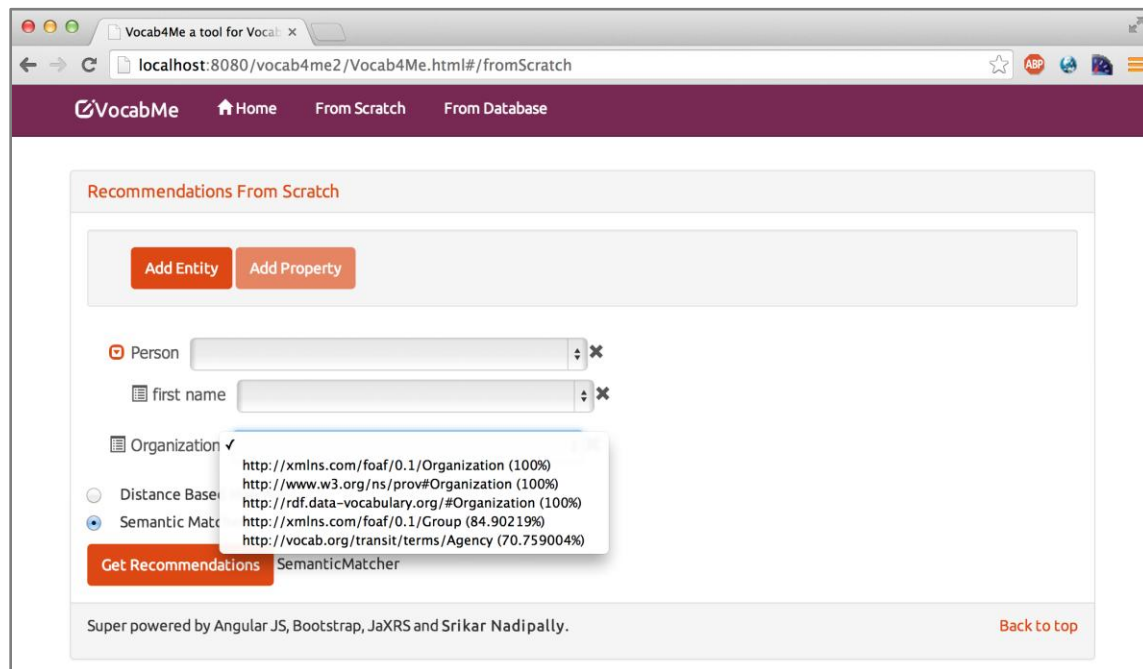 Vocab4Me a tool for Vocab
localhost:8080/vocab4me2/Vocab4Me.html#/fromScratch
ABP
VocabMe Home From Scratch From Database
Recommendations From Scratch
Add Entity Add Property
Person
first name
Organization
http://xmlns.com/foaf/0.1/Organization (100%)
http://www.w3.org/ns/prov#Organization (100%)
Distance Based
http://rdf.data-vocabulary.org/#Organization (100%)
Semantic Matc
http://xmlns.com/foaf/0.1/Group (84.90219%)
http://vocab.org/transit/terms/Agency (70.759004%)
Get Recommendations SemanticMatcher
Super powered by Angular JS, Bootstrap, JaXRS and Srikar Nadipally. Back to top